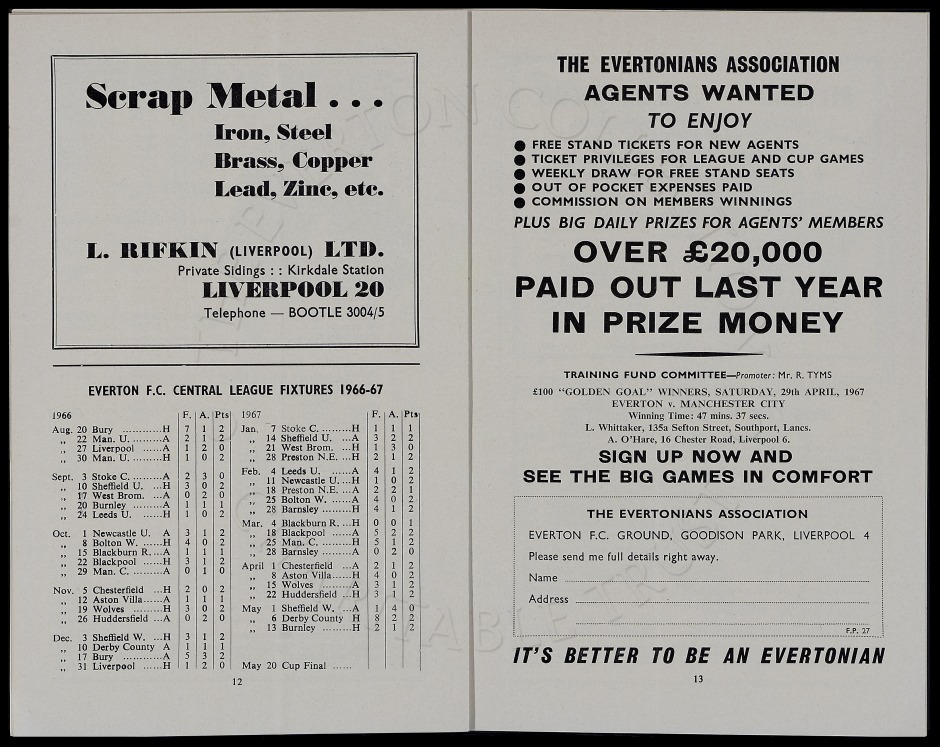 Scrap Metal . . .
Iron, Steel
Brass, Copper
Lead, Zinc, etc.
L. RIFKIN (LIVERPOOL) LTD.
Private Sidings : : Kirkdale Station
LIVERPOOL 20
Telephone — BOOTLE 3004/5
EVERTON F.C. CENTRAL LEAGUE FIXTURES 1966-67
1966 F. A. Pts
Aug. 20 Bury ..........H 7 1 2
,, 22 Man. U. ......A 2 1 2
,, 27 Liverpool ......A 1 2 0
,, 30 Man. U. ......H 1 0 2
Sept. 3 Stoke C. .........A 2 3 0
,, 10 Sheffield U. ...H 3 0 2
,, 17 West Brom. ...A 0 2 0
,, 20 Burnley .........A 1 1 1
,, 24 Leeds U. ......H 1 0 2
Oct. 1 Newcastle U. A 3 1 2
,, 8 Bolton W. ......H 4 0 2
,, 15 Blackburn R. ...A 1 1 1
,, 22 Blackpool ......H 3 1 2
,, 29 Man. C. .........A 0 1 0
Nov. 5 Chesterfield ...H 2 0 2
,, 12 Aston Villa......A 1 1 1
,, 19 Wolves .........H 3 0 2
,, 26 Huddersfield ...A 0 2 0
Dec. 3 Sheffield W. ...H 3 1 2
,, 10 Derby County A 1 1 1
,, 17 Bury ............A 5 3 2
,, 31 Liverpool ......H 1 2 0
1967 F. A. Pts
Jan. 7 Stoke C. .........H 1 1 1
,, 14 Sheffield U. ...A 3 2 2
,, 21 West Brom. ...H 1 3 0
,, 28 Preston N.E. ...H 2 1 2
Feb. 4 Leeds U. ......A 4 1 2
,, 11 Newcastle U. ...H 1 0 2
,, 18 Preston N.E. ...A 2 2 1
,, 25 Bolton W. ......A 4 0 2
,, 28 Barnsley .........H 4 1 2
Mar. 4 Blackburn R. ...H 0 0 1
,, 18 Blackpool ......A 5 2 2
,, 25 Man. C. .........H 5 1 2
,, 28 Barnsley .........A 0 2 0
April 1 Chesterfield ...A 2 1 2
,, 8 Aston Villa......H 4 0 2
,, 15 Wolves .........A 3 1 2
,, 22 Huddersfield ...H 3 1 2
May 1 Sheffield W. ...A 1 4 0
,, 6 Derby County H 8 2 2
,, 13 Burnley .........H 2 1 2
May 20 Cup Final ......
12
THE EVERTONIANS ASSOCIATION
AGENTS WANTED
TO ENJOY
● FREE STAND TICKETS FOR NEW AGENTS
● TICKET PRIVILEGES FOR LEAGUE AND CUP GAMES
● WEEKLY DRAW FOR FREE STAND SEATS
● OUT OF POCKET EXPENSES PAID
● COMMISSION ON MEMBERS WINNINGS
PLUS BIG DAILY PRIZES FOR AGENTS' MEMBERS
OVER £20,000
PAID OUT LAST YEAR
IN PRIZE MONEY
TRAINING FUND COMMITTEE—Promoter: Mr. R. TYMS
£100 "GOLDEN GOAL" WINNERS, SATURDAY, 29th APRIL, 1967
EVERTON v. MANCHESTER CITY
Winning Time: 47 mins. 37 secs.
L. Whittaker, 135a Sefton Street, Southport, Lancs.
A. O'Hare, 16 Chester Road, Liverpool 6.
SIGN UP NOW AND
SEE THE BIG GAMES IN COMFORT
THE EVERTONIANS ASSOCIATION
EVERTON F.C. GROUND, GOODISON PARK, LIVERPOOL 4
Please send me full details right away.
Name
Address
F.P. 27
IT'S BETTER TO BE AN EVERTONIAN
13